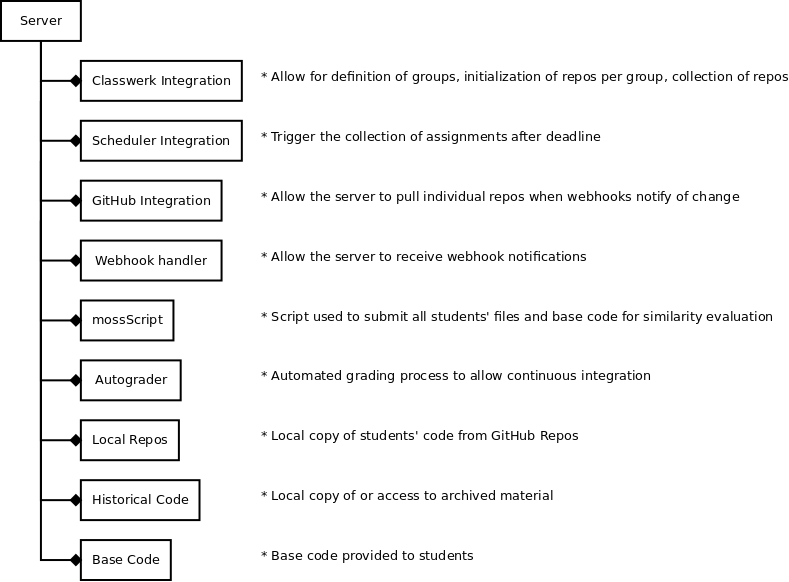 Server
Classwerk Integration * Allow for definition of groups, initialization of repos per group, collection of repos
Scheduler Integration * Trigger the collection of assignments after deadline
GitHub Integration * Allow the server to pull individual repos when webhooks notify of change
Webhook handler * Allow the server to receive webhook notifications
mossScript * Script used to submit all students' files and base code for similarity evaluation
Autograder * Automated grading process to allow continuous integration
Local Repos * Local copy of students' code from GitHub Repos
Historical Code * Local copy of or access to archived material
Base Code * Base code provided to students